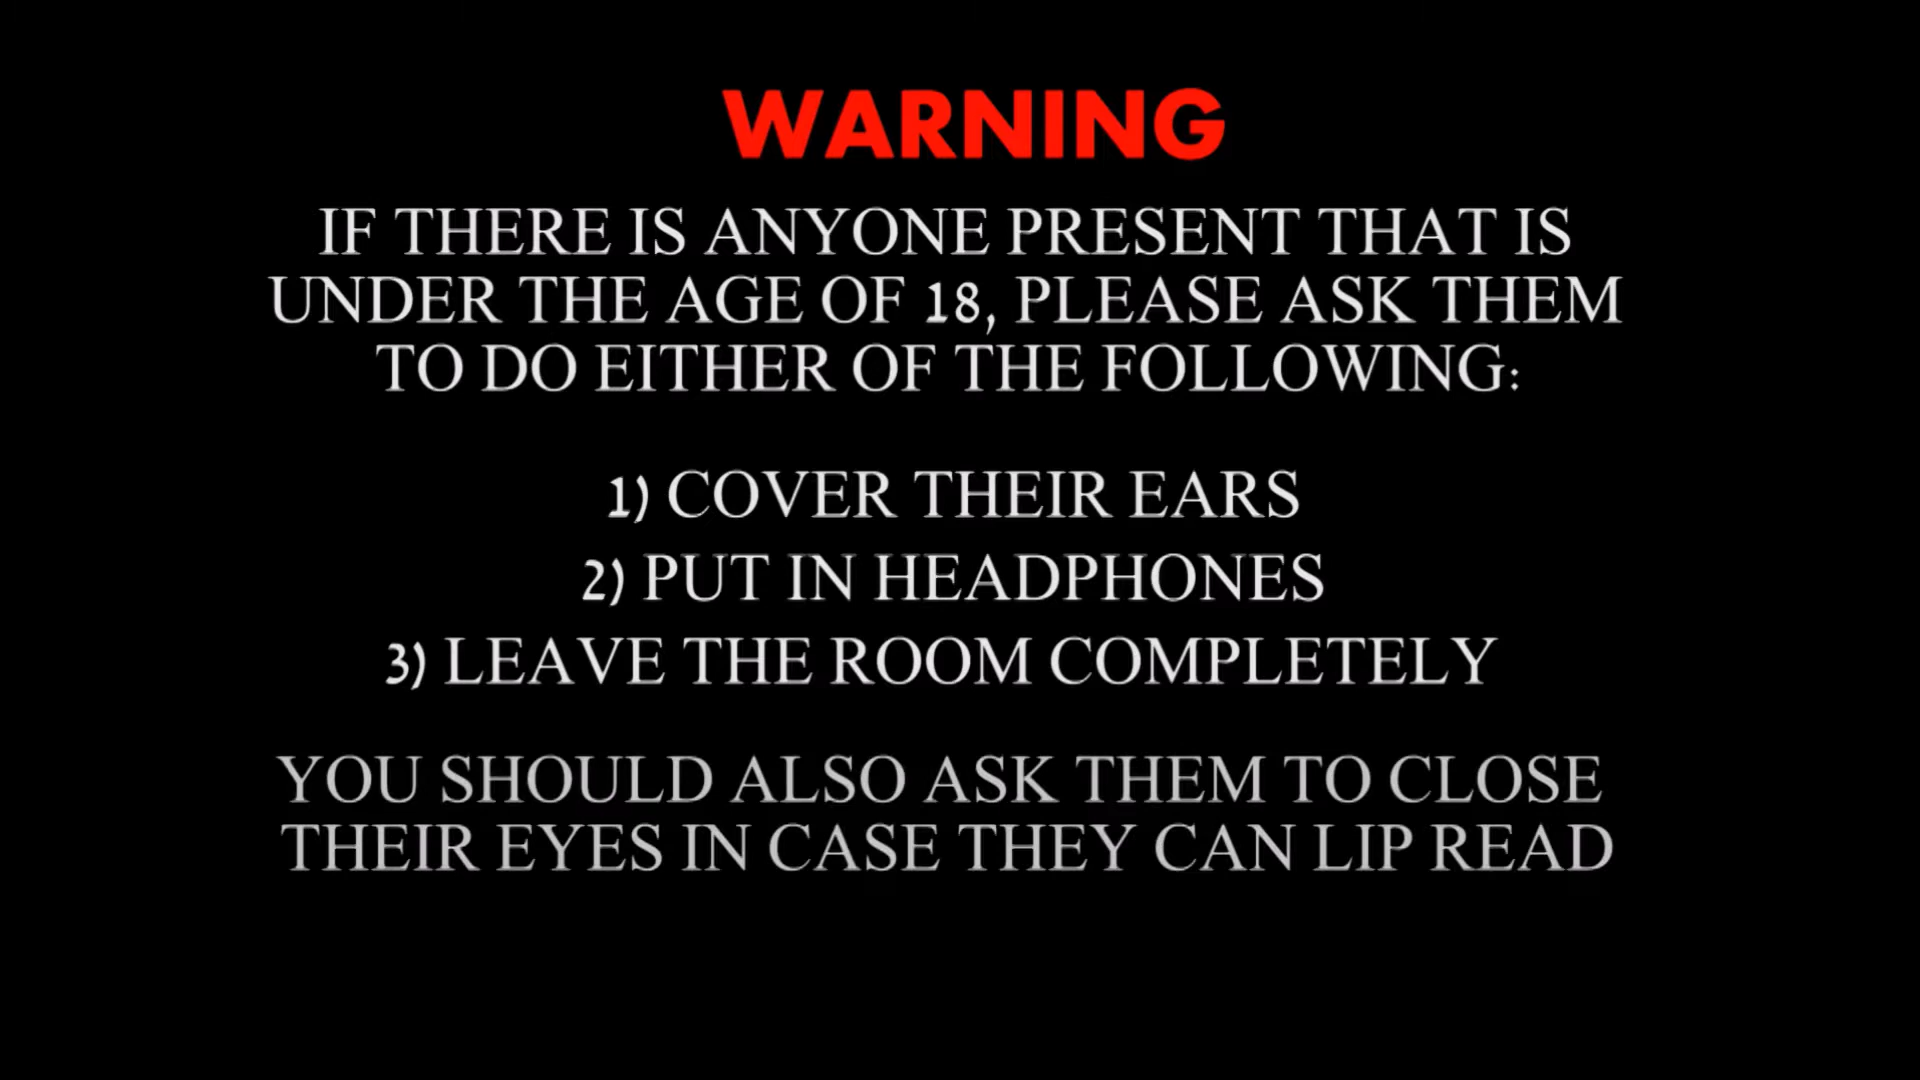 WARNING
IF THERE IS ANYONE PRESENT THAT IS
UNDER THE AGE OF 18, PLEASE ASK THEM
TO DO EITHER OF THE FOLLOWING:
1) COVER THEIR EARS
2) PUT IN HEADPHONES
3) LEAVE THE ROOM COMPLETELY
YOU SHOULD ALSO ASK THEM TO CLOSE
THEIR EYES IN CASE THEY CAN LIP READ